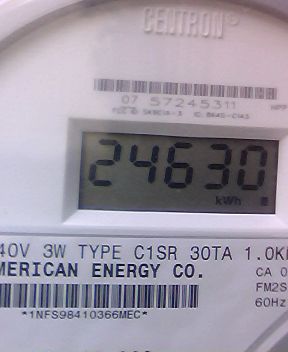 CENTRON®
07 57245311
24630
kWh
40V 3W TYPE C1SR 30TA 1.0K
MERICAN ENERGY CO.
CA 0
FM2S
60Hz
*1NFS98410366MEC*